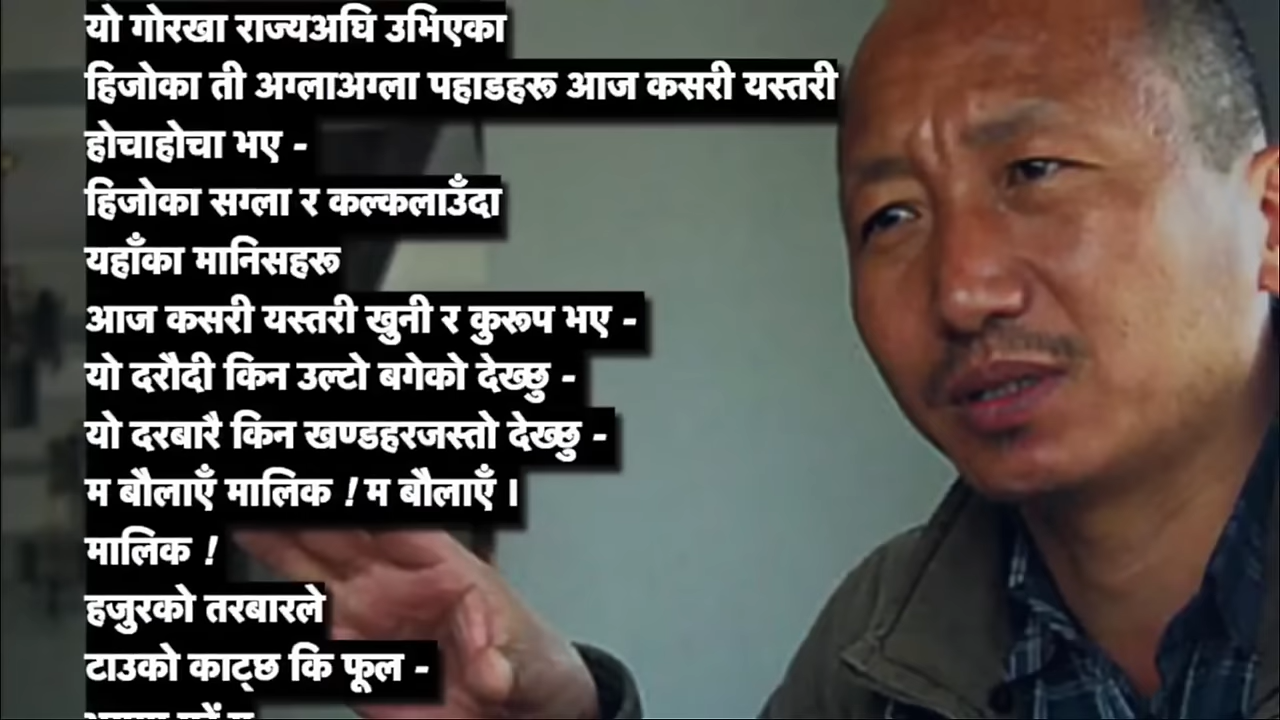 यो गोरखा राज्यअघि उभिएका
हिजोका ती अग्लाअग्ला पहाडहरू आज कसरी यस्तरी
होचाहोचा भए -
हिजोका सग्ला र कल्कलाउँदा
यहाँका मानिसहरू
आज कसरी यस्तरी खुनी र कुरूप भए -
यो दरौदी किन उल्टो बगेको देख्छु -
यो दरबारै किन खण्डहरजस्तो देख्छु -
म बौलाएँ मालिक ! म बौलाएँ ।
मालिक !
हजुरको तरबारले
टाउको काट्छ कि फूल -